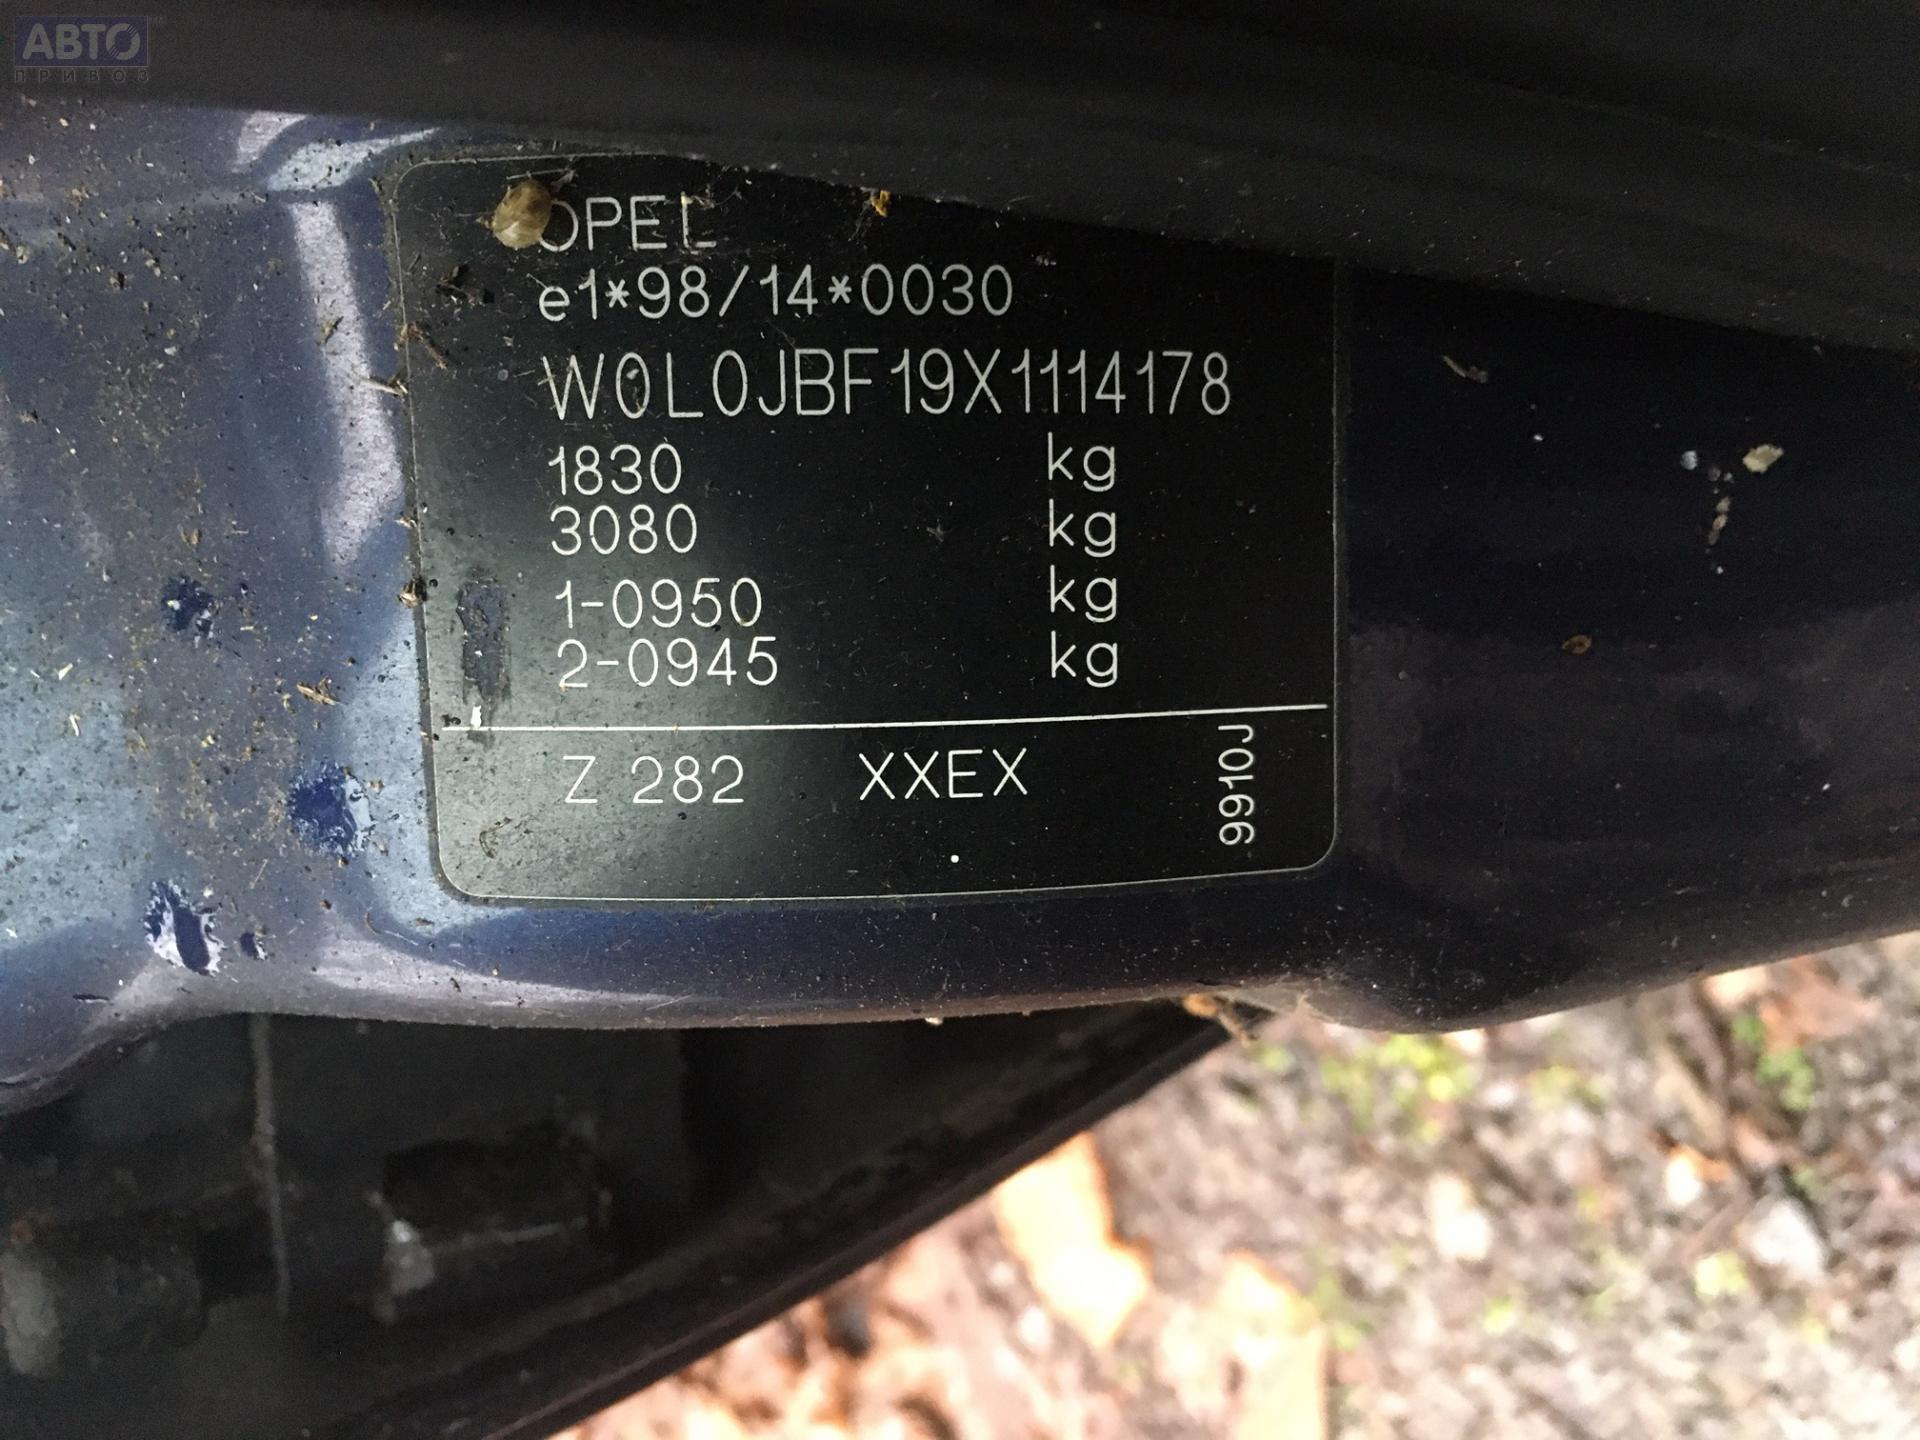 АВТО
ПРИВОЗ
OPEL
e1*98/14*0030
W0L0JBF19X1114178
1830 kg
3080 kg
1-0950 kg
2-0945 kg
Z 282 XXEX
9910J